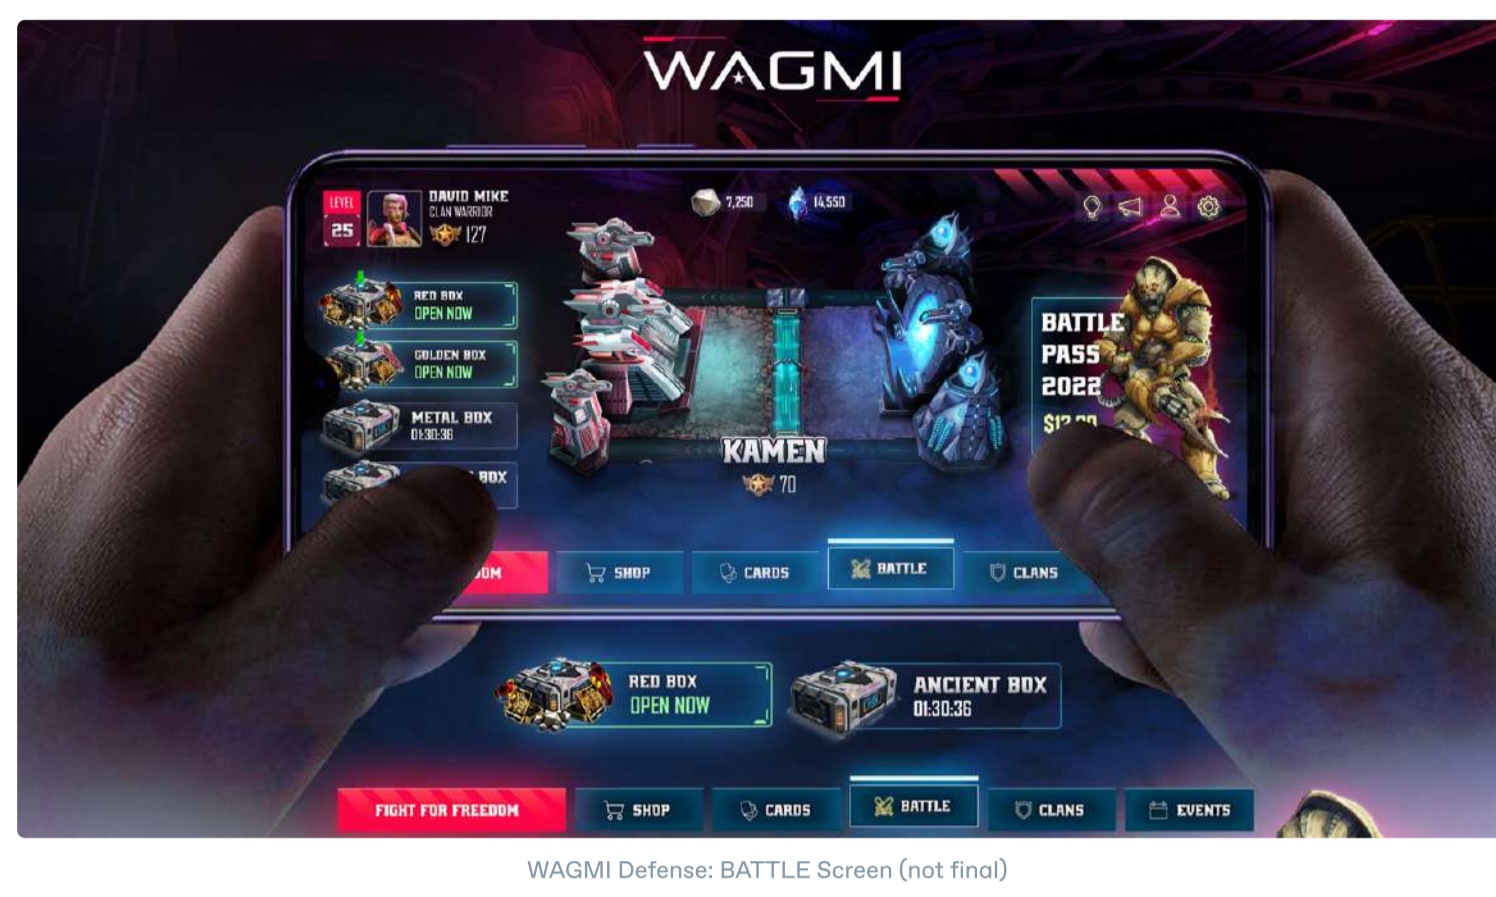 WAGMI
LEVEL
25
DAVID MIKE
CLAN WARRIOR
127
7,250
14,550
RED BOX
OPEN NOW
GOLDEN BOX
OPEN NOW
METAL BOX
01:30:36
BOX
BATTLE
PASS
2022
KAMEN
70
SHOP
CARDS
BATTLE
CLANS
RED BOX
OPEN NOW
ANCIENT BOX
01:30:36
FIGHT FOR FREEDOM
SHOP
CARDS
BATTLE
CLANS
EVENTS
WAGMI Defense: BATTLE Screen (not final)